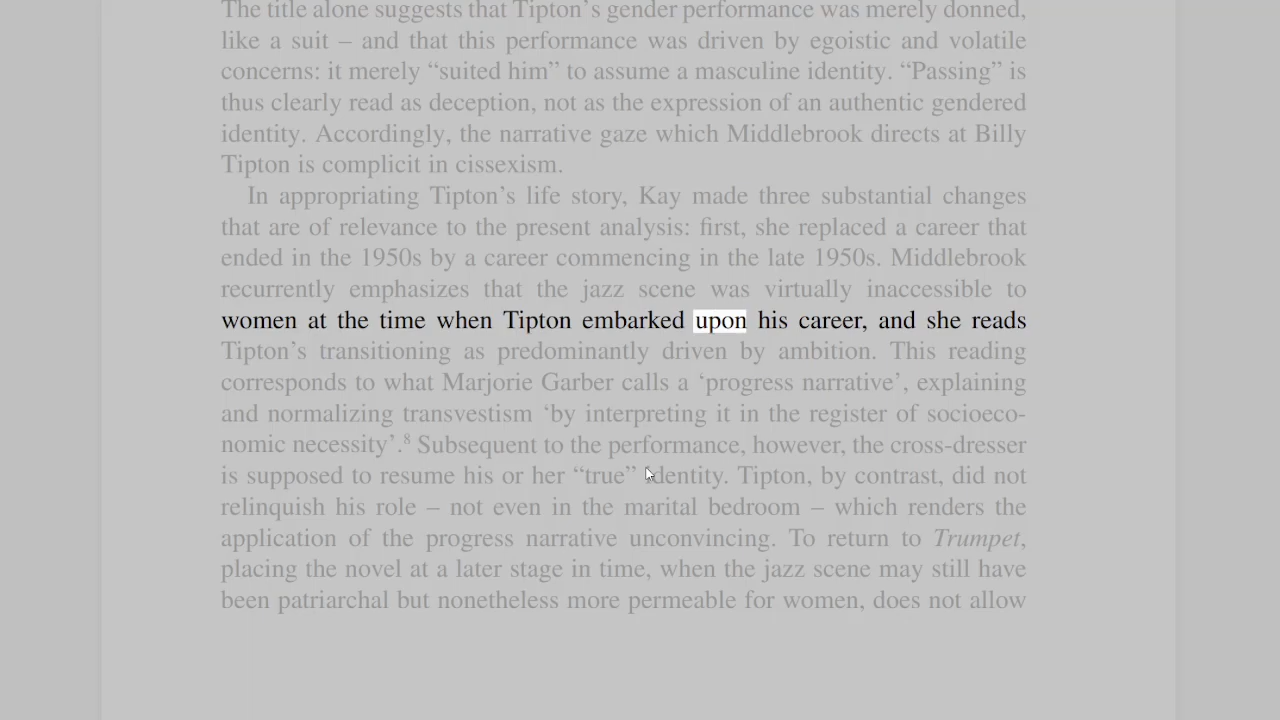 The title alone suggests that Tipton’s gender performance was merely donned,
like a suit – and that this performance was driven by egoistic and volatile
concerns: it merely “suited him” to assume a masculine identity. “Passing” is
thus clearly read as deception, not as the expression of an authentic gendered
identity. Accordingly, the narrative gaze which Middlebrook directs at Billy
Tipton is complicit in cissexism.
In appropriating Tipton’s life story, Kay made three substantial changes
that are of relevance to the present analysis: first, she replaced a career that
ended in the 1950s by a career commencing in the late 1950s. Middlebrook
recurrently emphasizes that the jazz scene was virtually inaccessible to
women at the time when Tipton embarked upon his career, and she reads
Tipton’s transitioning as predominantly driven by ambition. This reading
corresponds to what Marjorie Garber calls a ‘progress narrative’, explaining
and normalizing transvestism ‘by interpreting it in the register of socioeco-
nomic necessity’.⁸ Subsequent to the performance, however, the cross-dresser
is supposed to resume his or her “true” identity. Tipton, by contrast, did not
relinquish his role – not even in the marital bedroom – which renders the
application of the progress narrative unconvincing. To return to Trumpet,
placing the novel at a later stage in time, when the jazz scene may still have
been patriarchal but nonetheless more permeable for women, does not allow